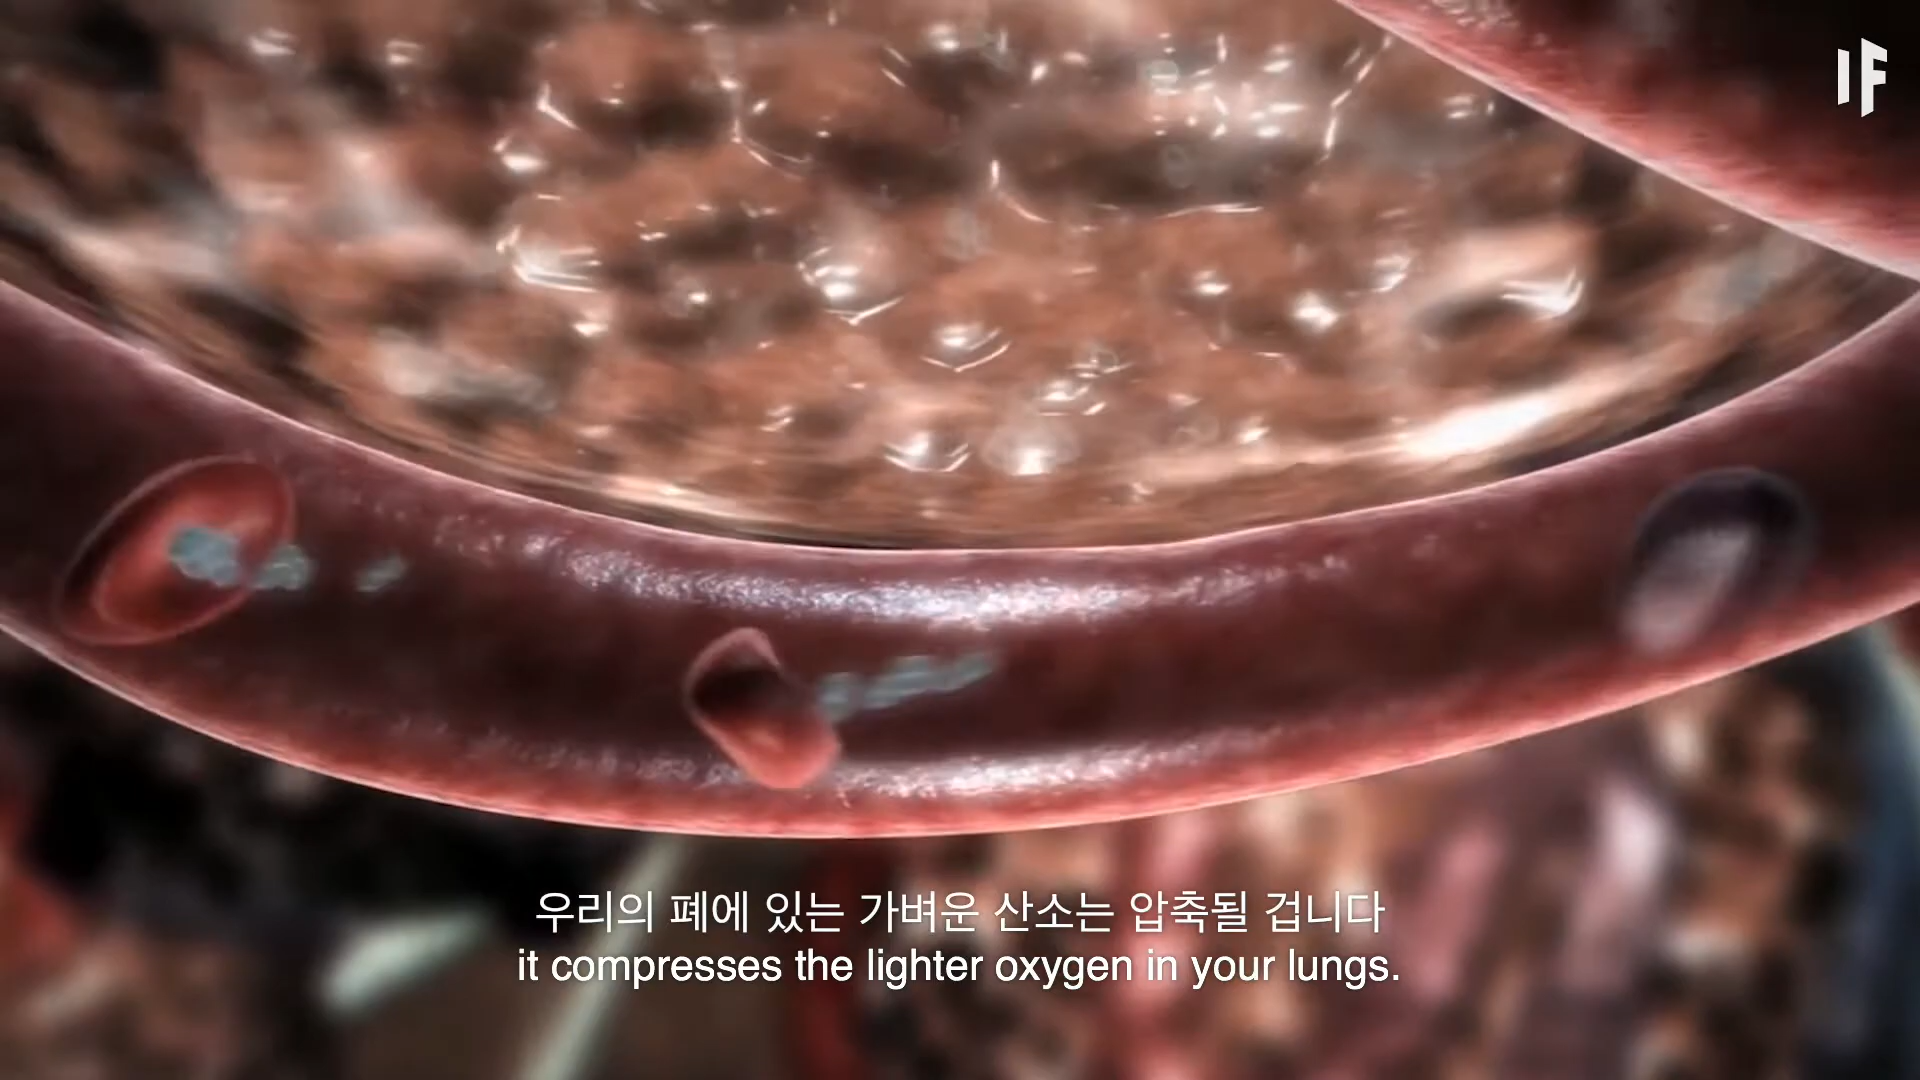 IF
우리의 폐에 있는 가벼운 산소는 압축될 겁니다
it compresses the lighter oxygen in your lungs.